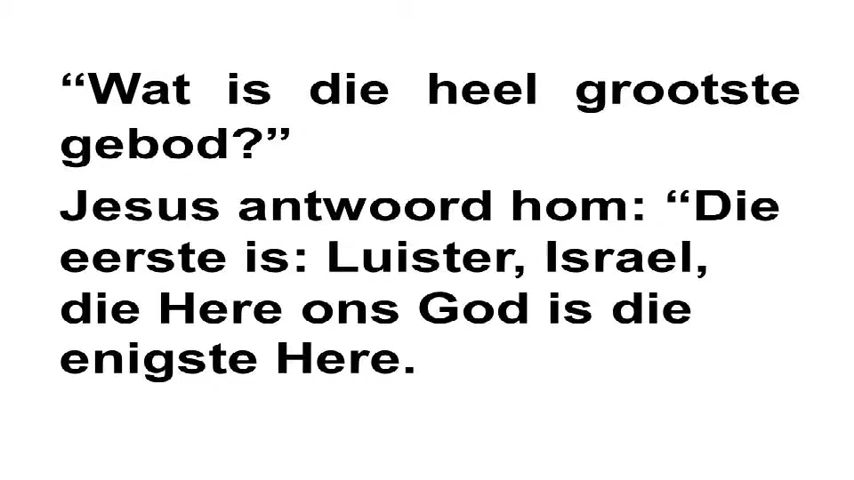 “Wat is die heel grootste
gebod?”
Jesus antwoord hom: “Die
eerste is: Luister, Israel,
die Here ons God is die
enigste Here.